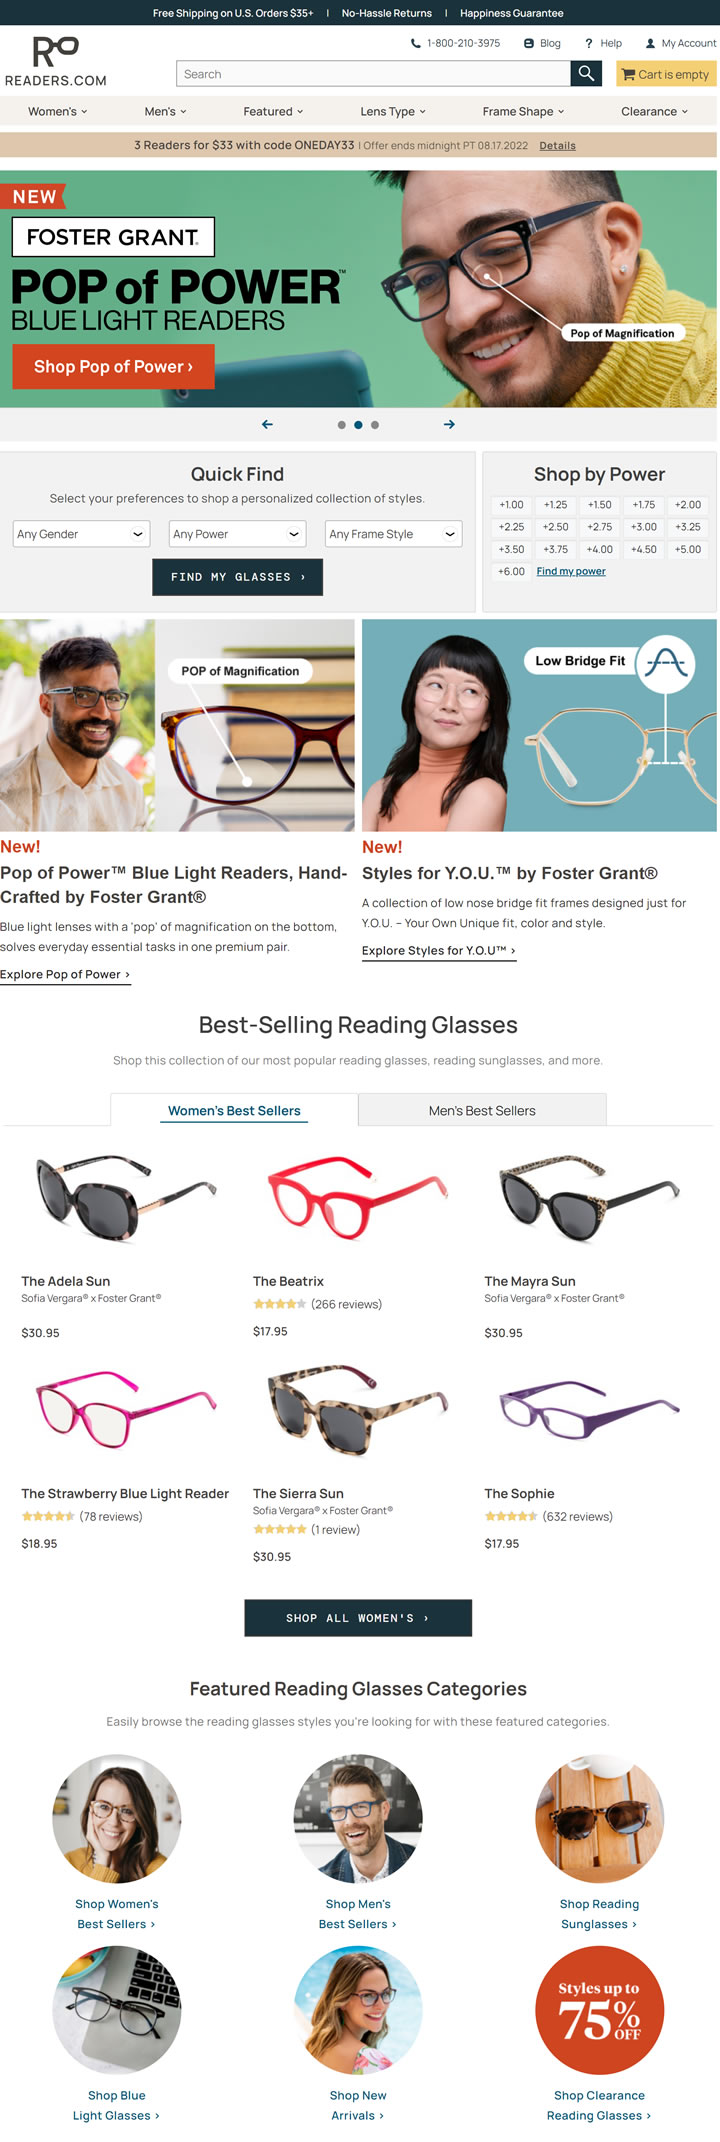 Free Shipping on U.S. Orders $35+ | No-Hassle Returns | Happiness Guarantee
1-800-210-3975 Blog ? Help My Account
READERS.COM
Search
Cart is empty
Women's Men's Featured Lens Type Frame Shape Clearance
3 Readers for $33 with code ONEDAY33 | Offer ends midnight PT 08.17.2022 Details
NEW
FOSTER GRANT®
POP of POWER™
BLUE LIGHT READERS
Shop Pop of Power ›
Pop of Magnification
Quick Find
Select your preferences to shop a personalized collection of styles.
Any Gender Any Power Any Frame Style
FIND MY GLASSES ›
Shop by Power
+1.00 +1.25 +1.50 +1.75 +2.00
+2.25 +2.50 +2.75 +3.00 +3.25
+3.50 +3.75 +4.00 +4.50 +5.00
+6.00 Find my power
POP of Magnification
Low Bridge Fit
New!
Pop of Power™ Blue Light Readers, Hand-
Crafted by Foster Grant®
Blue light lenses with a 'pop' of magnification on the bottom,
solves everyday essential tasks in one premium pair.
Explore Pop of Power ›
New!
Styles for Y.O.U.™ by Foster Grant®
A collection of low nose bridge fit frames designed just for
Y.O.U. – Your Own Unique fit, color and style.
Explore Styles for Y.O.U™ ›
Best-Selling Reading Glasses
Shop this collection of our most popular reading glasses, reading sunglasses, and more.
Women's Best Sellers Men's Best Sellers
The Adela Sun
Sofia Vergara® x Foster Grant®
$30.95
The Beatrix
(266 reviews)
$17.95
The Mayra Sun
Sofia Vergara® x Foster Grant®
$30.95
The Strawberry Blue Light Reader
(78 reviews)
$18.95
The Sierra Sun
Sofia Vergara® x Foster Grant®
(1 review)
$30.95
The Sophie
(632 reviews)
$17.95
SHOP ALL WOMEN'S ›
Featured Reading Glasses Categories
Easily browse the reading glasses styles you're looking for with these featured categories.
Shop Women's
Best Sellers ›
Shop Men's
Best Sellers ›
Shop Reading
Sunglasses ›
Styles up to
75% OFF
Shop Blue
Light Glasses ›
Shop New
Arrivals ›
Shop Clearance
Reading Glasses ›